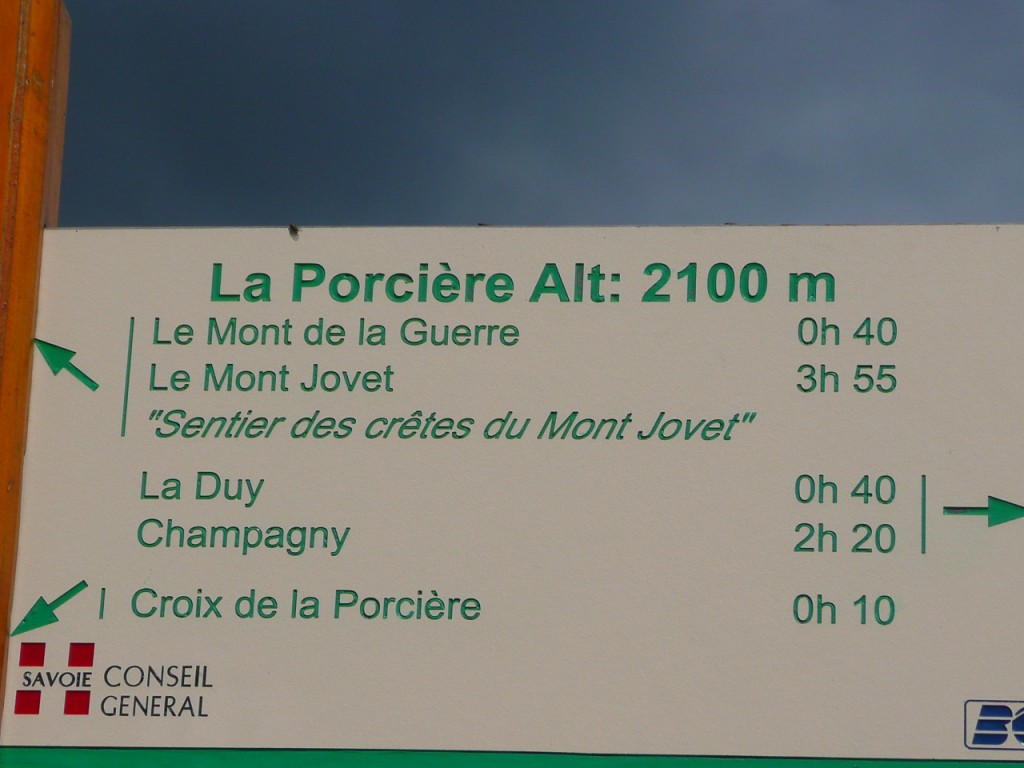 La Porcière Alt: 2100 m
Le Mont de la Guerre 0h 40
Le Mont Jovet 3h 55
"Sentier des crêtes du Mont Jovet"
La Duy 0h 40
Champagny 2h 20
Croix de la Porcière 0h 10
SAVOIE CONSEIL
GENERAL